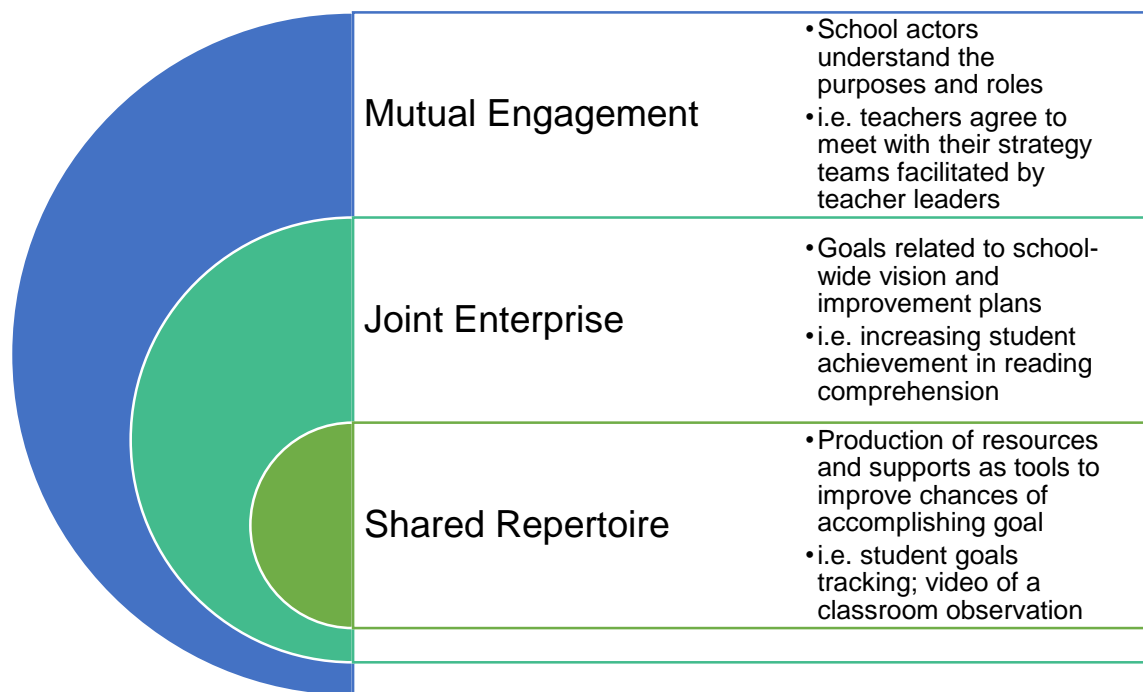 Mutual Engagement
•School actors
understand the
purposes and roles
•i.e. teachers agree to
meet with their strategy
teams facilitated by
teacher leaders
Joint Enterprise
•Goals related to school-
wide vision and
improvement plans
•i.e. increasing student
achievement in reading
comprehension
Shared Repertoire
•Production of resources
and supports as tools to
improve chances of
accomplishing goal
•i.e. student goals
tracking; video of a
classroom observation